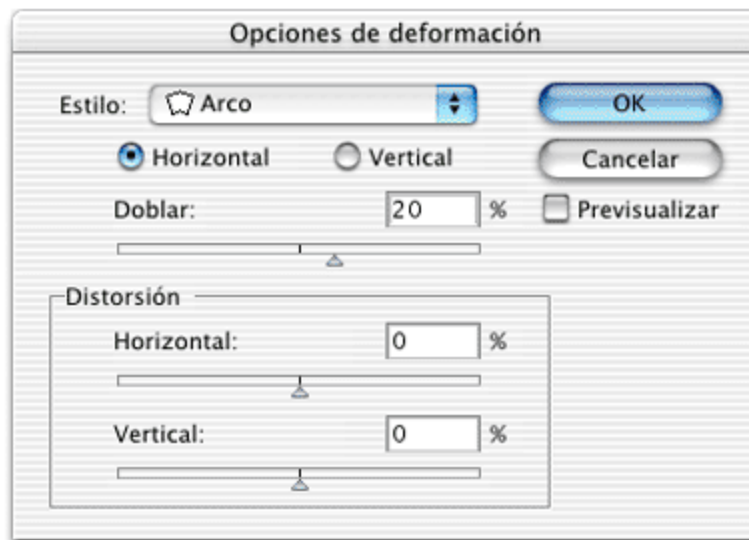 Opciones de deformación
Estilo: Arco OK
Horizontal Vertical Cancelar
Doblar: 20 % Previsualizar
Distorsión
Horizontal: 0 %
Vertical: 0 %